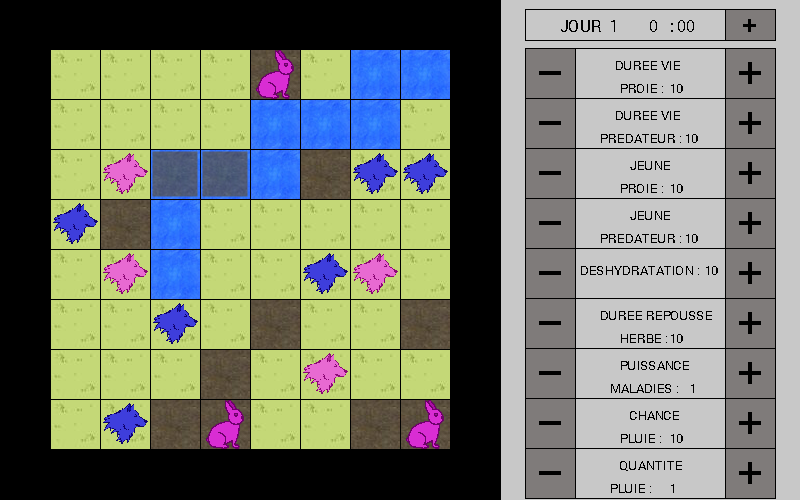 JOUR 1 0 :00 +
DUREE VIE
PROIE : 10
DUREE VIE
PREDATEUR : 10
JEUNE
PROIE : 10
JEUNE
PREDATEUR : 10
DESHYDRATATION : 10
DUREE REPOUSSE
HERBE : 10
PUISSANCE
MALADIES : 1
CHANCE
PLUIE : 10
QUANTITE
PLUIE : 1